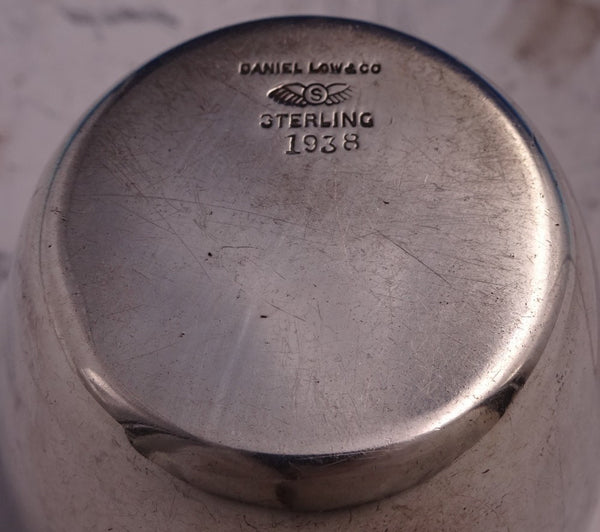 DANIEL LOW & CO
S
STERLING
1938